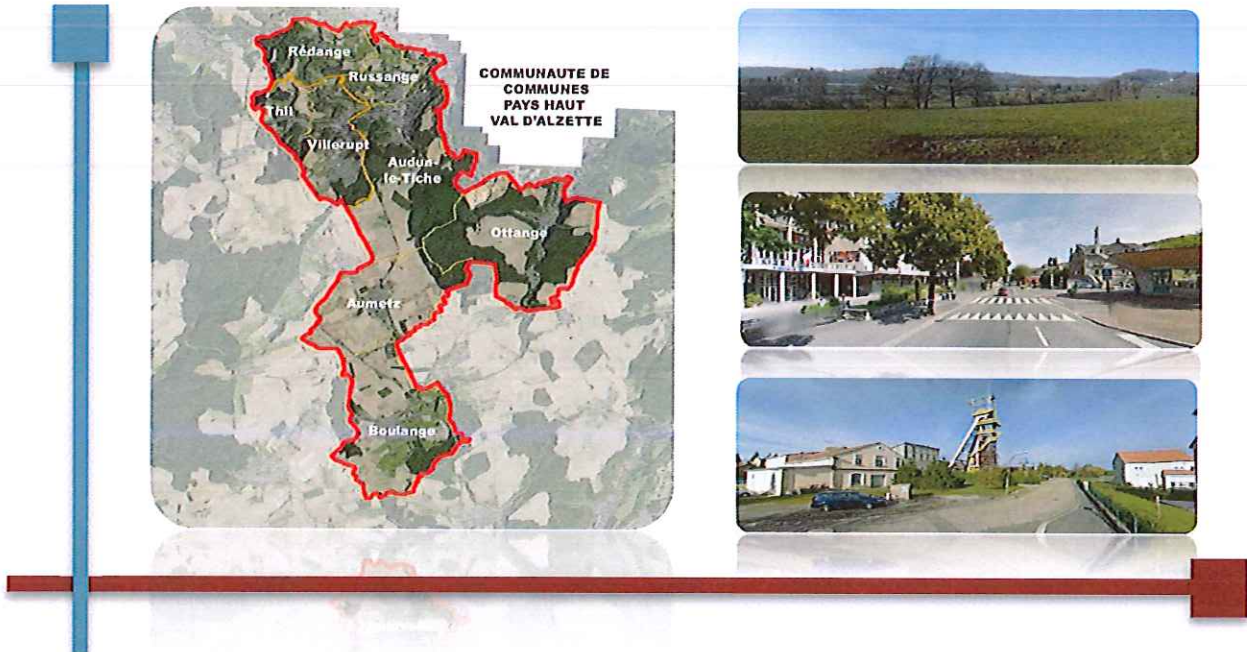 Rédange
Russange
COMMUNAUTE DE
COMMUNES
PAYS HAUT
VAL D'ALZETTE
Thil
Villerupt
Audun-
le-Tiche
Ottange
Aumetz
Boulange